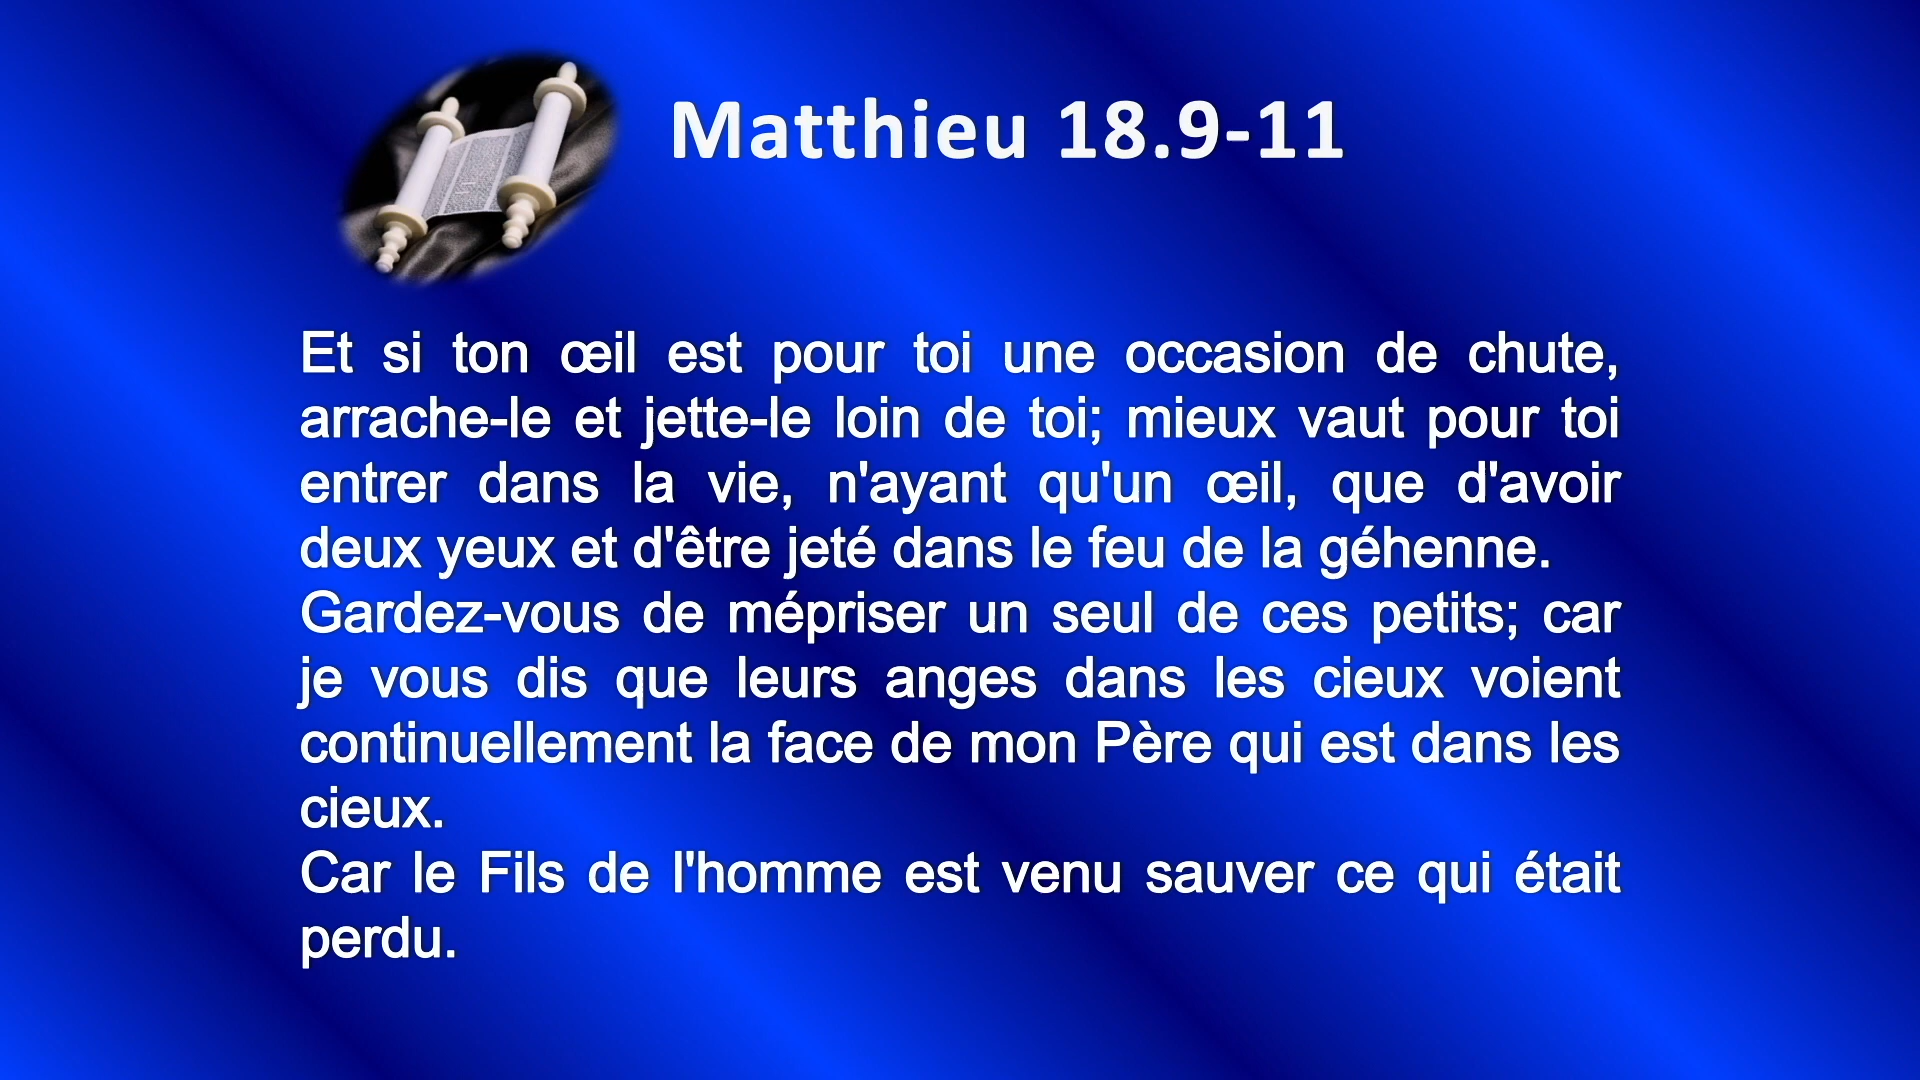 Matthieu 18.9-11
Et si ton œil est pour toi une occasion de chute,
arrache-le et jette-le loin de toi; mieux vaut pour toi
entrer dans la vie, n'ayant qu'un œil, que d'avoir
deux yeux et d'être jeté dans le feu de la géhenne.
Gardez-vous de mépriser un seul de ces petits; car
je vous dis que leurs anges dans les cieux voient
continuellement la face de mon Père qui est dans les
cieux.
Car le Fils de l'homme est venu sauver ce qui était
perdu.